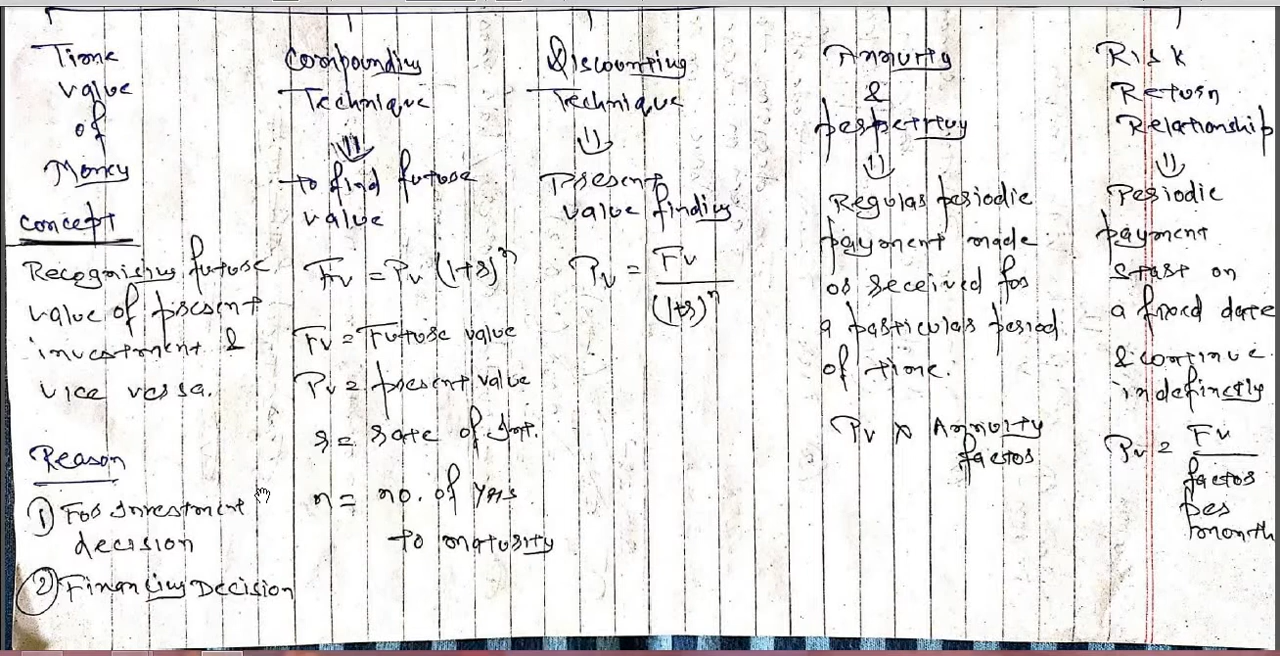 Time
value
of
Money
concept
Recognising future
value of present
investment &
vice versa.
Reason
① For Investment
decision
② Financing Decision
Compounding
Technique
to find future
value
Fv = Pv (1+r)ⁿ
Fv = Future value
Pv = present value
r = rate of Int.
n = no. of yrs
to maturity
Discounting
Technique
Present
value finding
Pv = Fv / (1+r)ⁿ
Annuity
&
perpetuy
Regular periodic
payment made
or received for
a particular period
of time.
Pv × Annuity
factor
Risk
Return
Relationship
Periodic
payment
start on
a fixed date
& continue
indefinetly
Pv = Fv
factor
per
month